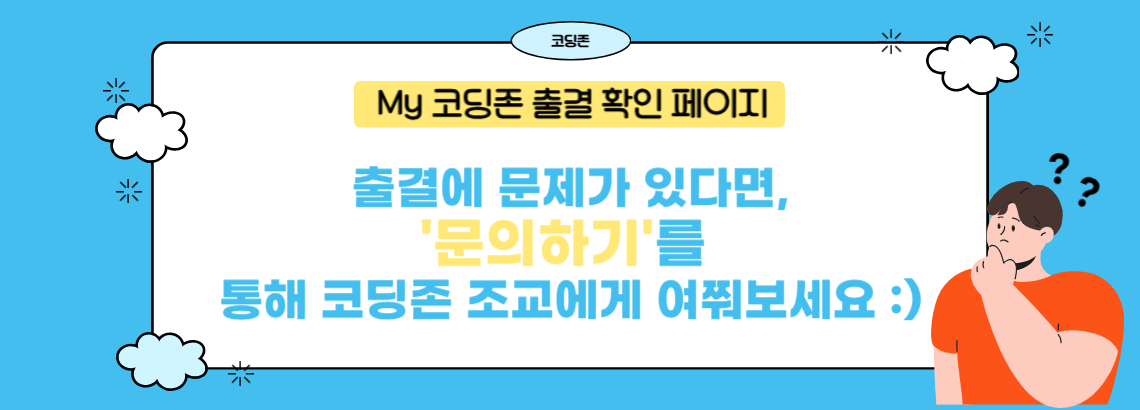 코딩존
My 코딩존 출결 확인 페이지
출결에 문제가 있다면,
'문의하기'를
통해 코딩존 조교에게 여쭤보세요 :)
? ?